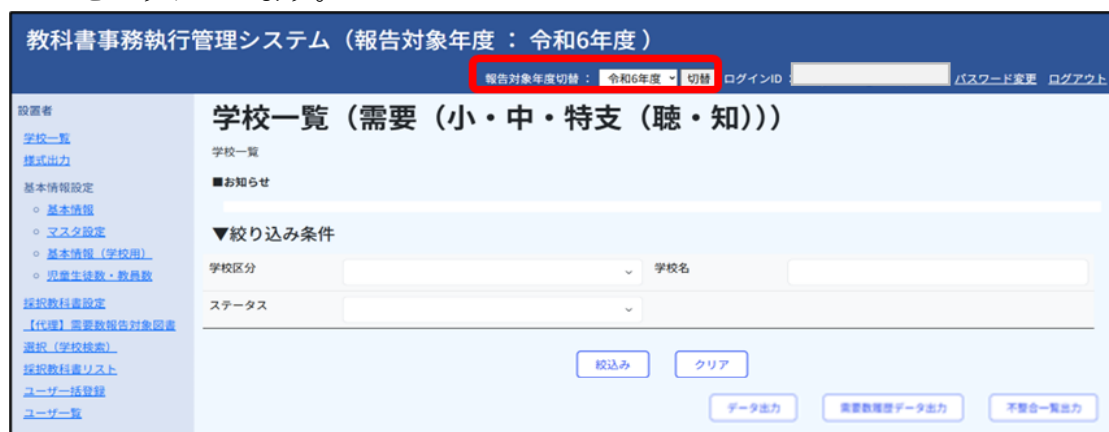 教科書事務執行管理システム（報告対象年度 ： 令和6年度 ）
報告対象年度切替 ： 令和6年度 切替 ログインID : パスワード変更 ログアウト
設置者
学校一覧
様式出力
基本情報設定
基本情報
マスタ設定
基本情報（学校用）
児童生徒数・教員数
採択教科書設定
【代理】需要数報告対象図書
選択（学校検索）
採択教科書リスト
ユーザ一括登録
ユーザ一覧
学校一覧（需要（小・中・特支（聴・知）））
学校一覧
■お知らせ
▼絞り込み条件
学校区分
学校名
ステータス
絞込み クリア
データ出力 需要数履歴データ出力 不整合一覧出力